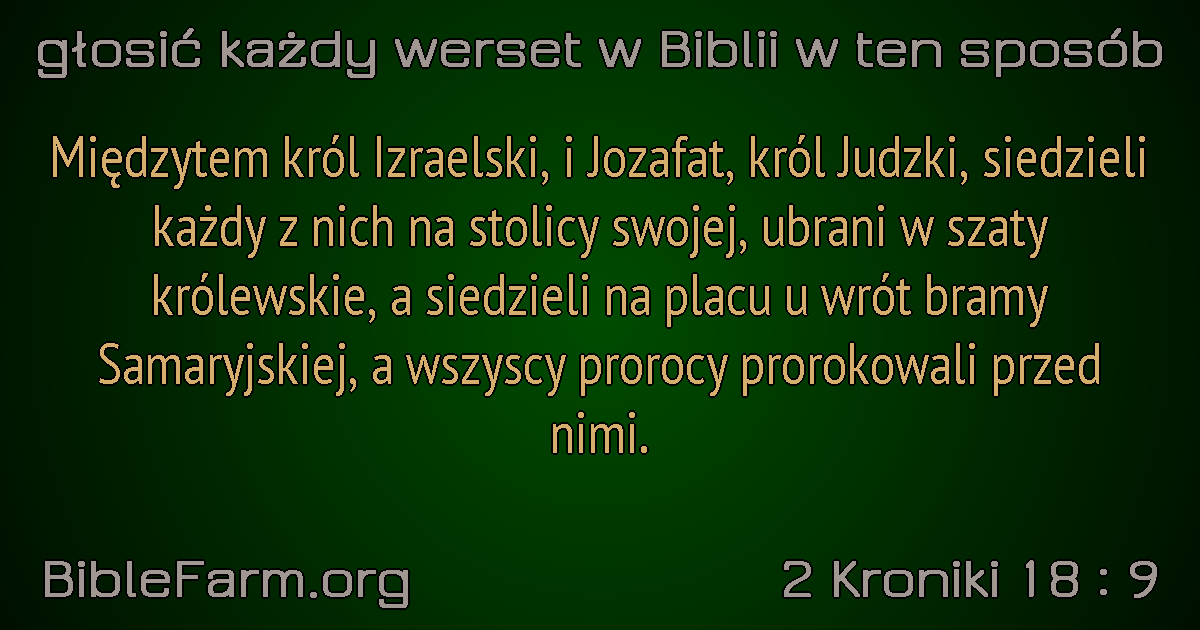 głosić każdy werset w Biblii w ten sposób
Międzytem król Izraelski, i Jozafat, król Judzki, siedzieli
każdy z nich na stolicy swojej, ubrani w szaty
królewskie, a siedzieli na placu u wrót bramy
Samaryjskiej, a wszyscy prorocy prorokowali przed
nimi.
BibleFarm.org
2 Kroniki 18 : 9